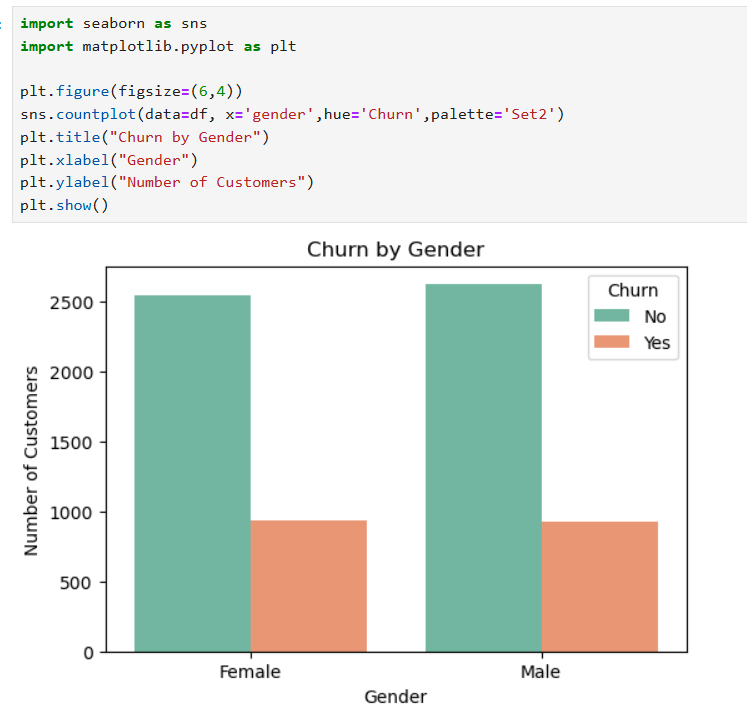 import seaborn as sns
import matplotlib.pyplot as plt
plt.figure(figsize=(6,4))
sns.countplot(data=df, x='gender',hue='Churn',palette='Set2')
plt.title("Churn by Gender")
plt.xlabel("Gender")
plt.ylabel("Number of Customers")
plt.show()
Churn by Gender
Churn
No
Yes
Number of Customers
2500
2000
1500
1000
500
0
Female Male
Gender